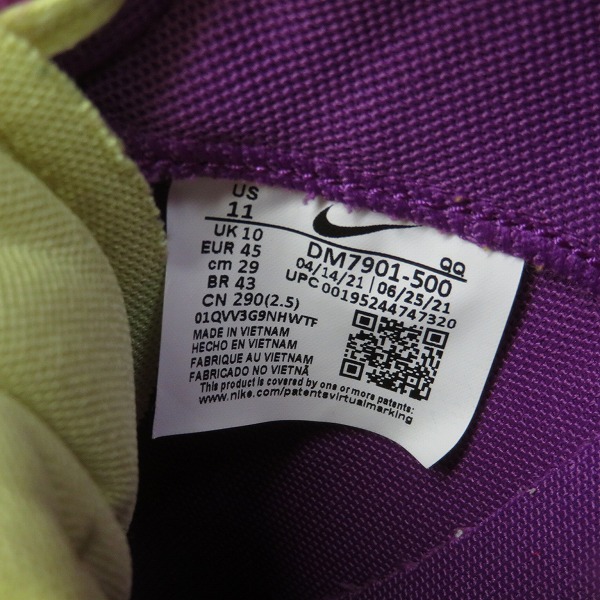 US
11
UK 10
EUR 45
cm 29
BR 43
CN 290(2.5)
01QVV3G9NHWTF
MADE IN VIETNAM
HECHO EN VIETNAM
FABRIQUE AU VIETNAM
FABRICADO NO VIETNÃ
This product is covered by one or more patents:
www.nike.com/patentsvirtualmarking
DM7901-500 QQ
04/14/21 | 06/25/21
UPC 00195244747320